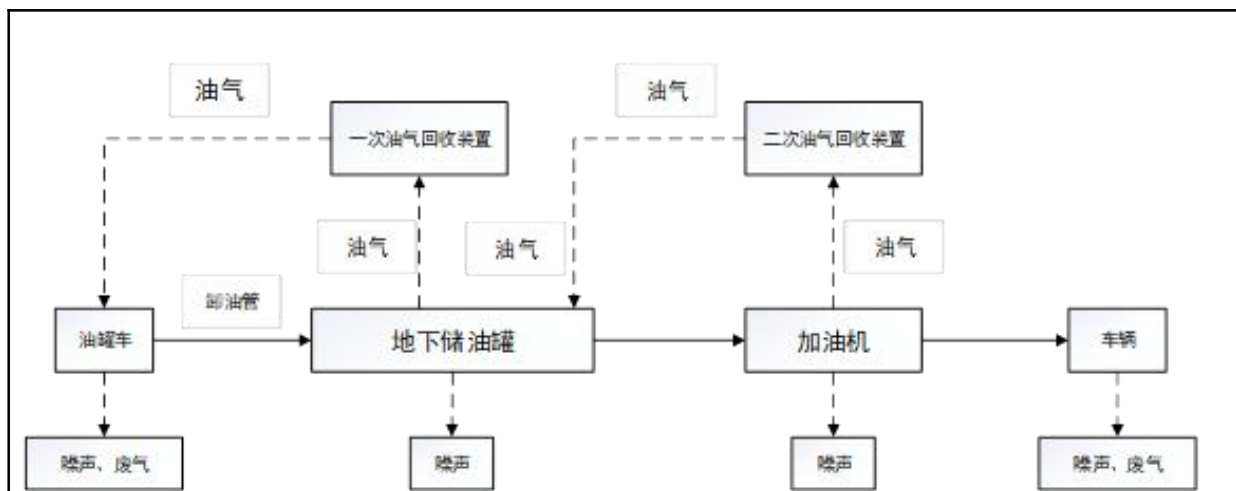 油气
油气
一次油气回收装置
二次油气回收装置
油气
油气
油气
卸油管
油罐车
地下储油罐
加油机
车辆
噪声、废气
噪声
噪声
噪声、废气